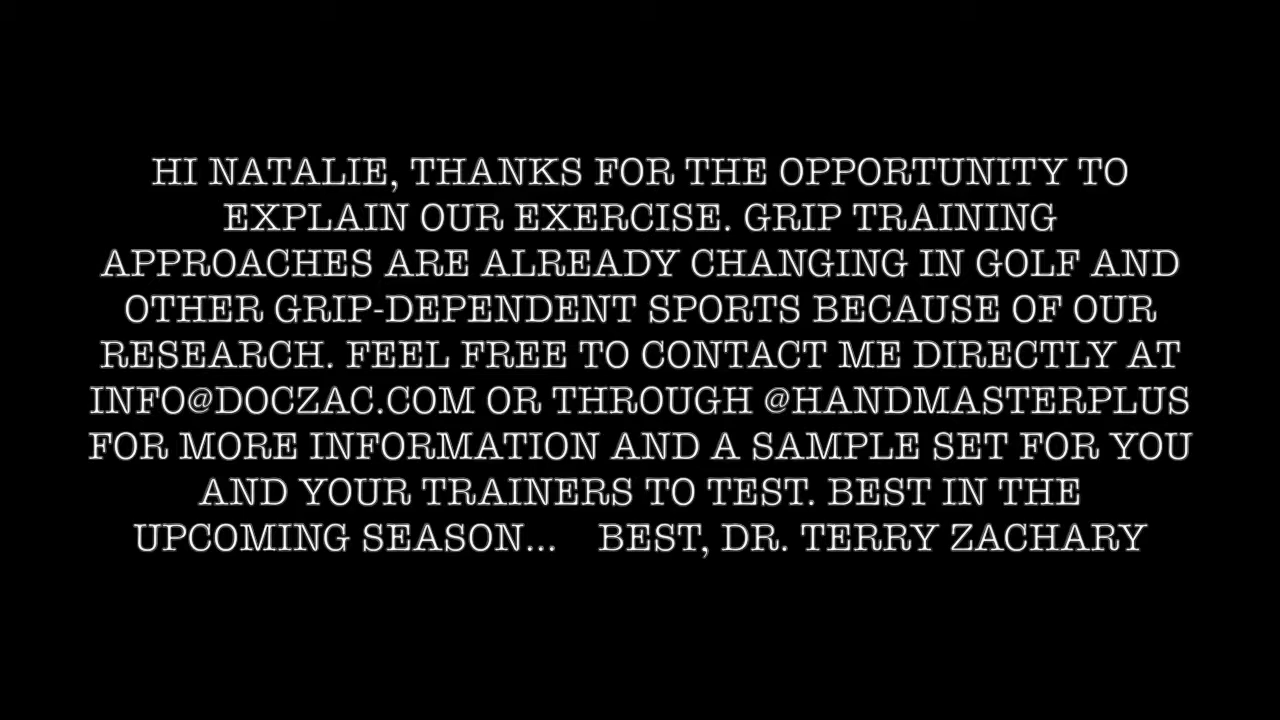 HI NATALIE, THANKS FOR THE OPPORTUNITY TO
EXPLAIN OUR EXERCISE. GRIP TRAINING
APPROACHES ARE ALREADY CHANGING IN GOLF AND
OTHER GRIP-DEPENDENT SPORTS BECAUSE OF OUR
RESEARCH. FEEL FREE TO CONTACT ME DIRECTLY AT
INFO@DOCZAC.COM OR THROUGH @HANDMASTERPLUS
FOR MORE INFORMATION AND A SAMPLE SET FOR YOU
AND YOUR TRAINERS TO TEST. BEST IN THE
UPCOMING SEASON... BEST, DR. TERRY ZACHARY